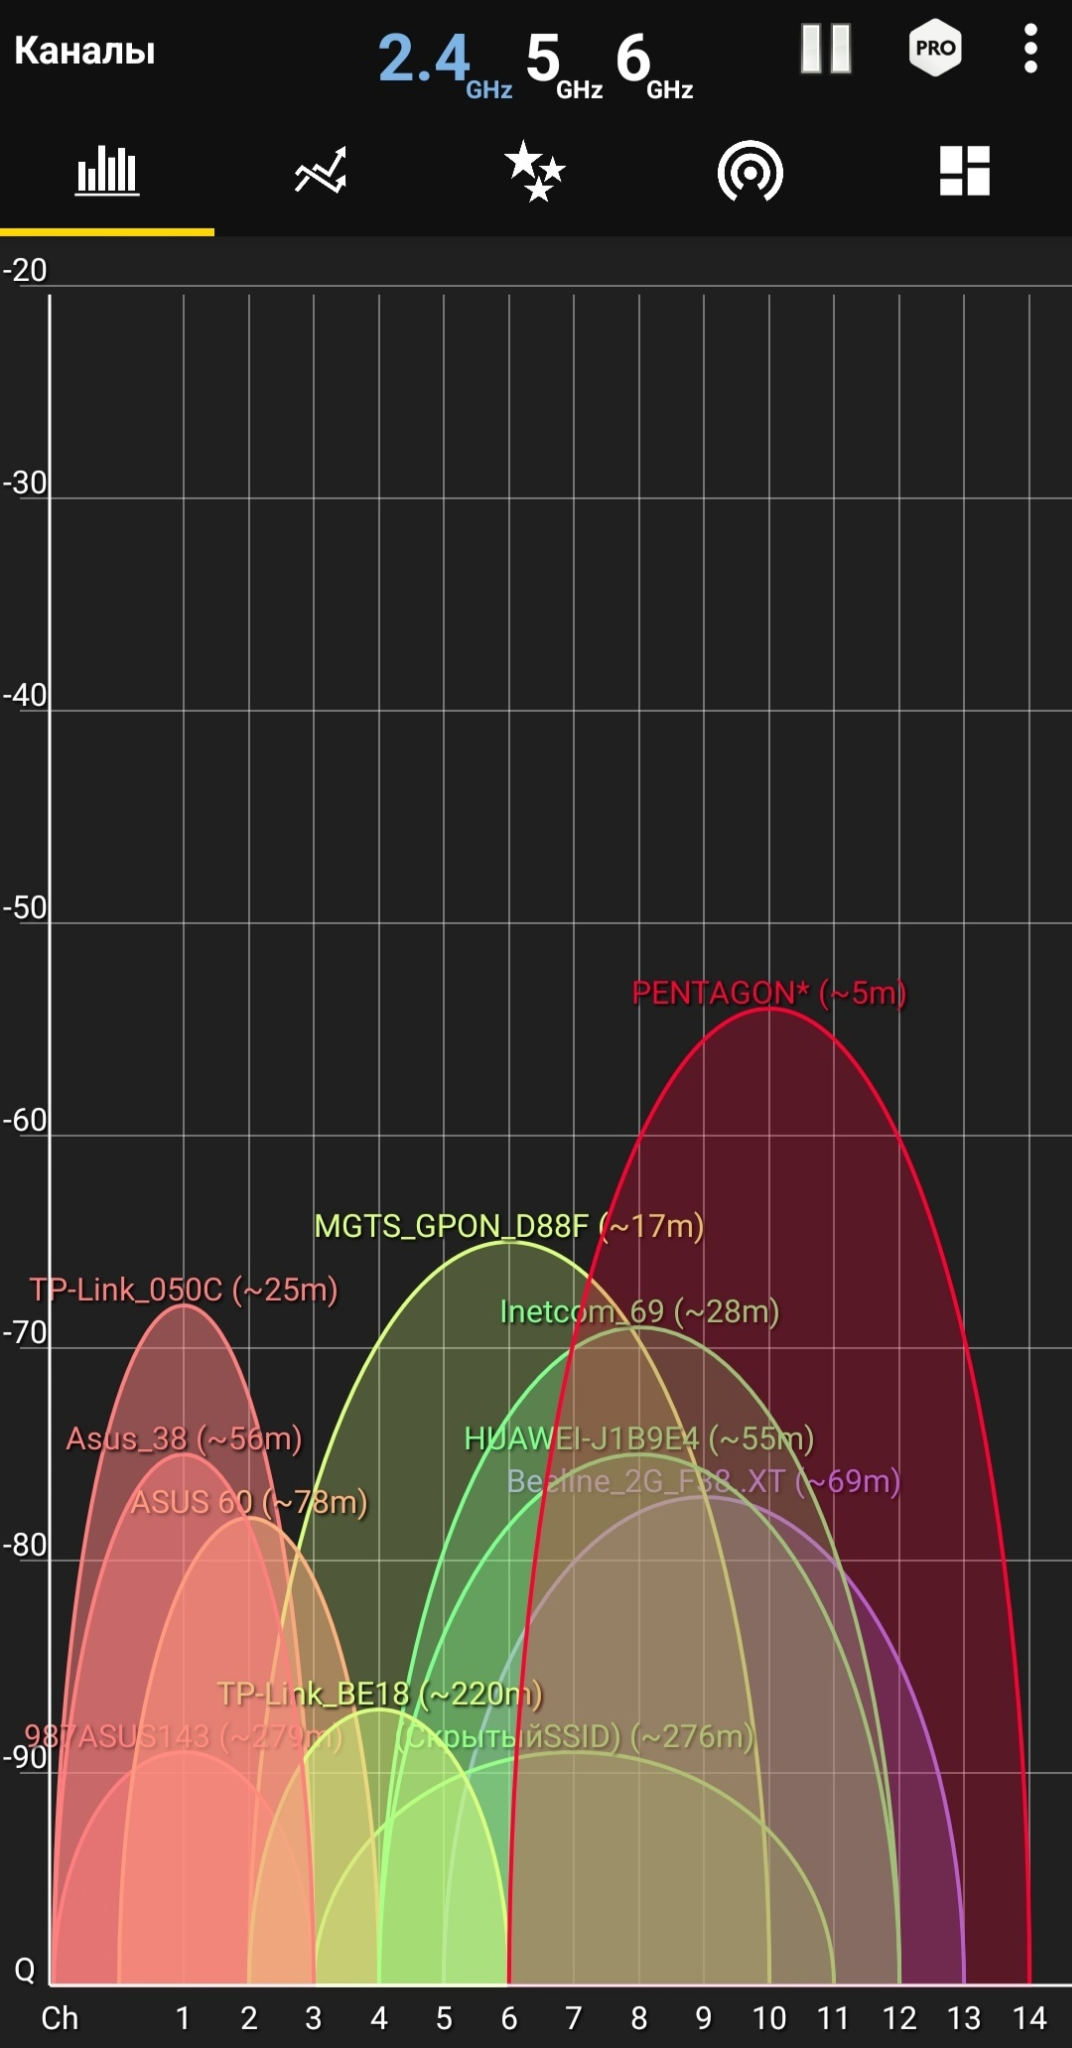 Каналы
2.4 GHz 5 GHz 6 GHz
PRO
-20
-30
-40
-50
PENTAGON* (~5m)
-60
MGTS_GPON_D88F (~17m)
TP-Link_050C (~25m)
Inetcom_69 (~28m)
-70
Asus_38 (~56m)
HUAWEI-J1B9E4 (~55m)
Beeline_2G_F38..XT (~69m)
ASUS 60 (~78m)
-80
TP-Link_BE18 (~220m)
987ASUS143 (~279m)
(СкрытыйSSID) (~276m)
-90
Q
Ch 1 2 3 4 5 6 7 8 9 10 11 12 13 14